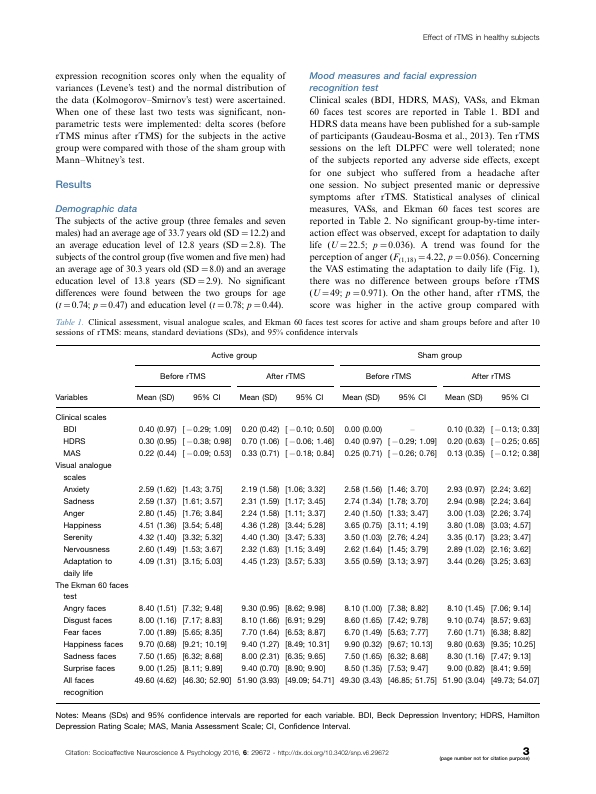 Effect of rTMS in healthy subjects
expression recognition scores only when the equality of
variances (Levene's test) and the normal distribution of
the data (Kolmogorov–Smirnov's test) were ascertained.
When one of these last two tests was significant, non-
parametric tests were implemented: delta scores (before
rTMS minus after rTMS) for the subjects in the active
group were compared with those of the sham group with
Mann–Whitney's test.
Results
Demographic data
The subjects of the active group (three females and seven
males) had an average age of 33.7 years old (SD = 12.2) and
an average education level of 12.8 years (SD = 2.8). The
subjects of the control group (five women and five men) had
an average age of 30.3 years old (SD = 8.0) and an average
education level of 13.8 years (SD = 2.9). No significant
differences were found between the two groups for age
(t = 0.74; p = 0.47) and education level (t = 0.78; p = 0.44).
Mood measures and facial expression
recognition test
Clinical scales (BDI, HDRS, MAS), VASs, and Ekman
60 faces test scores are reported in Table 1. BDI and
HDRS data means have been published for a sub-sample
of participants (Gaudeau-Bosma et al., 2013). Ten rTMS
sessions on the left DLPFC were well tolerated; none
of the subjects reported any adverse side effects, except
for one subject who suffered from a headache after
one session. No subject presented manic or depressive
symptoms after rTMS. Statistical analyses of clinical
measures, VASs, and Ekman 60 faces test scores are
reported in Table 2. No significant group-by-time inter-
action effect was observed, except for adaptation to daily
life (U = 22.5; p = 0.036). A trend was found for the
perception of anger (F(1,18) = 4.22, p = 0.056). Concerning
the VAS estimating the adaptation to daily life (Fig. 1),
there was no difference between groups before rTMS
(U = 49; p = 0.971). On the other hand, after rTMS, the
score was higher in the active group compared with
Table 1. Clinical assessment, visual analogue scales, and Ekman 60 faces test scores for active and sham groups before and after 10
sessions of rTMS: means, standard deviations (SDs), and 95% confidence intervals
Active group Sham group
Before rTMS After rTMS Before rTMS After rTMS
Variables Mean (SD) 95% CI Mean (SD) 95% CI Mean (SD) 95% CI Mean (SD) 95% CI
Clinical scales
BDI 0.40 (0.97) [−0.29; 1.09] 0.20 (0.42) [−0.10; 0.50] 0.00 (0.00) – 0.10 (0.32) [−0.13; 0.33]
HDRS 0.30 (0.95) [−0.38; 0.98] 0.70 (1.06) [−0.06; 1.46] 0.40 (0.97) [−0.29; 1.09] 0.20 (0.63) [−0.25; 0.65]
MAS 0.22 (0.44) [−0.09; 0.53] 0.33 (0.71) [−0.18; 0.84] 0.25 (0.71) [−0.26; 0.76] 0.13 (0.35) [−0.12; 0.38]
Visual analogue
scales
Anxiety 2.59 (1.62) [1.43; 3.75] 2.19 (1.58) [1.06; 3.32] 2.58 (1.56) [1.46; 3.70] 2.93 (0.97) [2.24; 3.62]
Sadness 2.59 (1.37) [1.61; 3.57] 2.31 (1.59) [1.17; 3.45] 2.74 (1.34) [1.78; 3.70] 2.94 (0.98) [2.24; 3.64]
Anger 2.80 (1.45) [1.76; 3.84] 2.24 (1.58) [1.11; 3.37] 2.40 (1.50) [1.33; 3.47] 3.00 (1.03) [2.26; 3.74]
Happiness 4.51 (1.36) [3.54; 5.48] 4.36 (1.28) [3.44; 5.28] 3.65 (0.75) [3.11; 4.19] 3.80 (1.08) [3.03; 4.57]
Serenity 4.32 (1.40) [3.32; 5.32] 4.40 (1.30) [3.47; 5.33] 3.50 (1.03) [2.76; 4.24] 3.35 (0.17) [3.23; 3.47]
Nervousness 2.60 (1.49) [1.53; 3.67] 2.32 (1.63) [1.15; 3.49] 2.62 (1.64) [1.45; 3.79] 2.89 (1.02) [2.16; 3.62]
Adaptation to 4.09 (1.31) [3.15; 5.03] 4.45 (1.23) [3.57; 5.33] 3.55 (0.59) [3.13; 3.97] 3.44 (0.26) [3.25; 3.63]
daily life
The Ekman 60 faces
test
Angry faces 8.40 (1.51) [7.32; 9.48] 9.30 (0.95) [8.62; 9.98] 8.10 (1.00) [7.38; 8.82] 8.10 (1.45) [7.06; 9.14]
Disgust faces 8.00 (1.16) [7.17; 8.83] 8.10 (1.66) [6.91; 9.29] 8.60 (1.65) [7.42; 9.78] 9.10 (0.74) [8.57; 9.63]
Fear faces 7.00 (1.89) [5.65; 8.35] 7.70 (1.64) [6.53; 8.87] 6.70 (1.49) [5.63; 7.77] 7.60 (1.71) [6.38; 8.82]
Happiness faces 9.70 (0.68) [9.21; 10.19] 9.40 (1.27) [8.49; 10.31] 9.90 (0.32) [9.67; 10.13] 9.80 (0.63) [9.35; 10.25]
Sadness faces 7.50 (1.65) [6.32; 8.68] 8.00 (2.31) [6.35; 9.65] 7.50 (1.65) [6.32; 8.68] 8.30 (1.16) [7.47; 9.13]
Surprise faces 9.00 (1.25) [8.11; 9.89] 9.40 (0.70) [8.90; 9.90] 8.50 (1.35) [7.53; 9.47] 9.00 (0.82) [8.41; 9.59]
All faces 49.60 (4.62) [46.30; 52.90] 51.90 (3.93) [49.09; 54.71] 49.30 (3.43) [46.85; 51.75] 51.90 (3.04) [49.73; 54.07]
recognition
Notes: Means (SDs) and 95% confidence intervals are reported for each variable. BDI, Beck Depression Inventory; HDRS, Hamilton
Depression Rating Scale; MAS, Mania Assessment Scale; CI, Confidence Interval.
Citation: Socioaffective Neuroscience & Psychology 2016, 6: 29672 - http://dx.doi.org/10.3402/snp.v6.29672
3
(page number not for citation purpose)